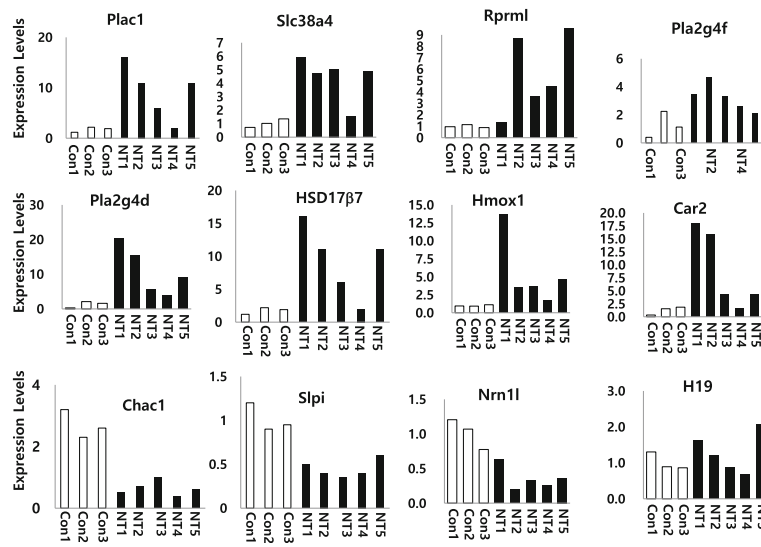 Plac1
Slc38a4
Rprml
Pla2g4f
Expression Levels
20
10
0
7
6
5
4
3
2
1
0
9
8
7
6
5
4
3
2
1
0
6
4
2
0
Con1 Con2 Con3 NT1 NT2 NT3 NT4 NT5
Con1 Con2 Con3 NT1 NT2 NT3 NT4 NT5
Con1 Con2 Con3 NT1 NT2 NT3 NT4 NT5
Con1 Con2 Con3 NT2 NT4
Pla2g4d
HSD17β7
Hmox1
Car2
Expression Levels
30
20
10
0
20
15
10
5
0
15.0
12.5
10.0
7.5
5.0
2.5
0.0
20.0
17.5
15.0
12.5
10.0
7.5
5.0
2.5
0.0
Con1 Con2 Con3 NT1 NT2 NT3 NT4 NT5
Con1 Con2 Con3 NT1 NT2 NT3 NT4 NT5
Con1 Con2 Con3 NT1 NT2 NT3 NT4 NT5
Con1 Con2 Con3 NT1 NT2 NT3 NT4 NT5
Chac1
Slpi
Nrn1l
H19
Expression Levels
4
2
0
1.5
1
0.5
0
1.5
1.0
0.5
0.0
3.0
2.0
1.0
0.0
Con1 Con2 Con3 NT1 NT2 NT3 NT4 NT5
Con1 Con2 Con3 NT1 NT2 NT3 NT4 NT5
Con1 Con2 Con3 NT1 NT2 NT3 NT4 NT5
Con1 Con2 Con3 NT1 NT2 NT3 NT4 NT5